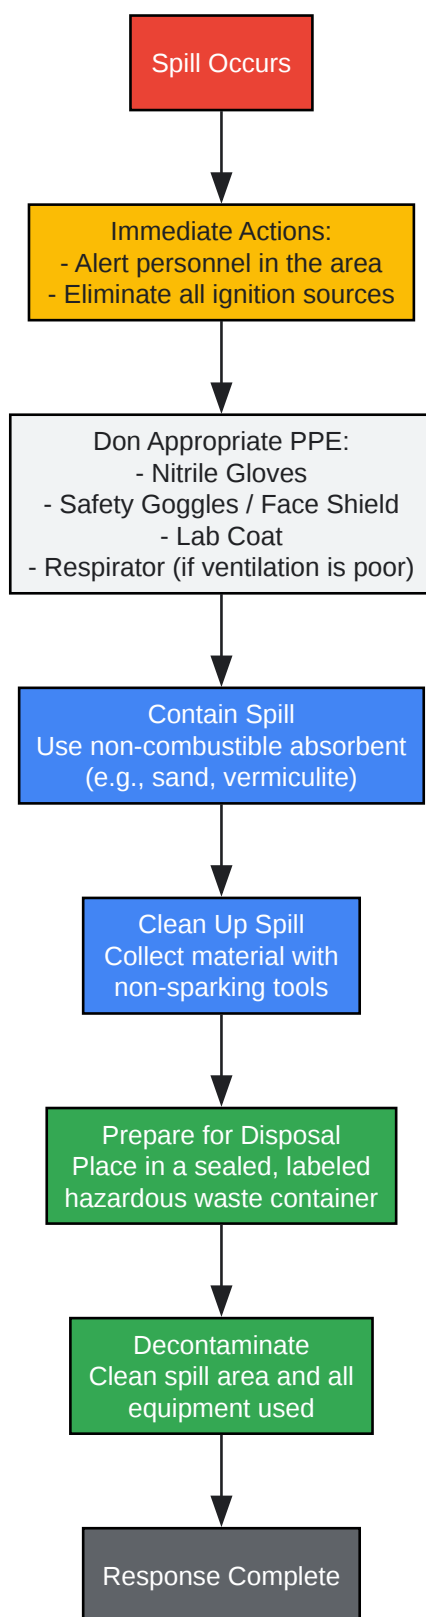 Spill Occurs
Immediate Actions:
- Alert personnel in the area
- Eliminate all ignition sources
Don Appropriate PPE:
- Nitrile Gloves
- Safety Goggles / Face Shield
- Lab Coat
- Respirator (if ventilation is poor)
Contain Spill
Use non-combustible absorbent
(e.g., sand, vermiculite)
Clean Up Spill
Collect material with
non-sparking tools
Prepare for Disposal
Place in a sealed, labeled
hazardous waste container
Decontaminate
Clean spill area and all
equipment used
Response Complete